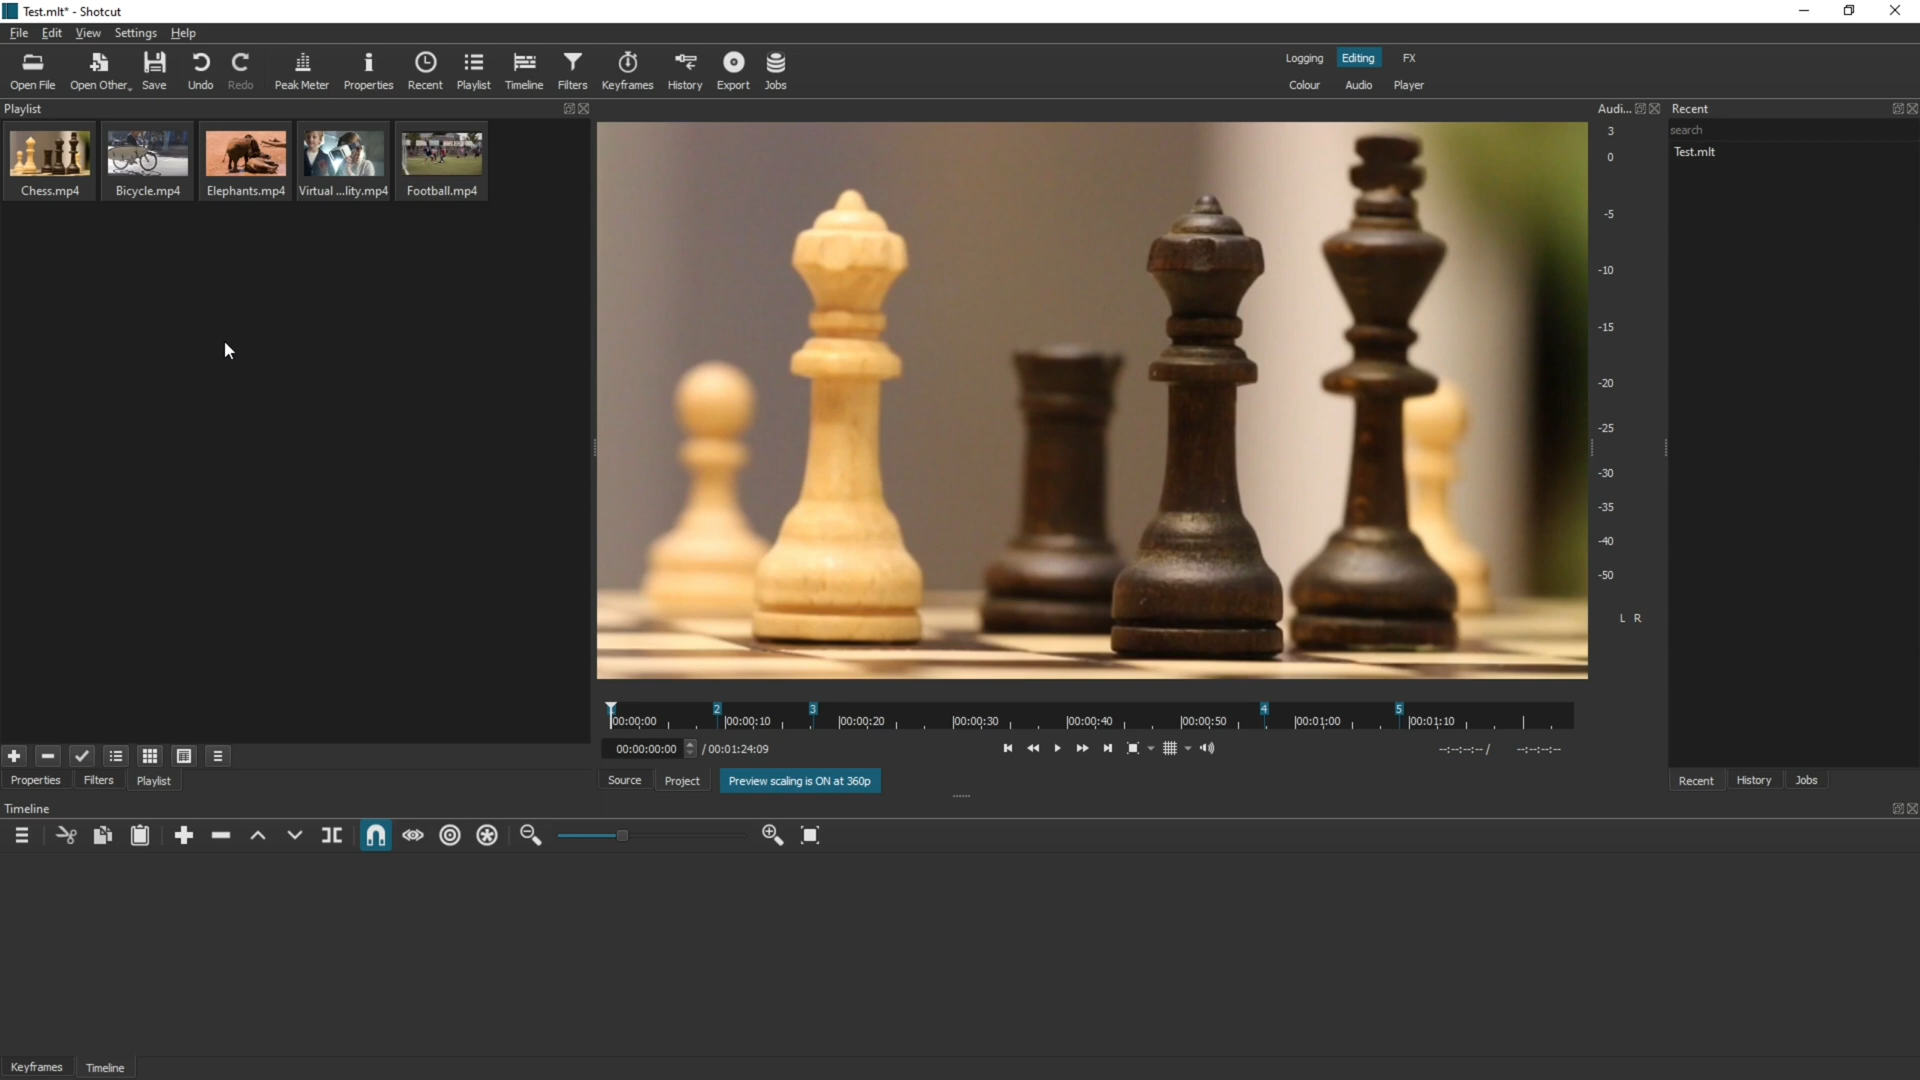 Test.mlt* - Shotcut
File Edit View Settings Help
Open File Open Other Save Undo Redo Peak Meter Properties Recent Playlist Timeline Filters Keyframes History Export Jobs
Logging Editing FX
Colour Audio Player
Playlist
Chess.mp4 Bicycle.mp4 Elephants.mp4 Virtual ...lity.mp4 Football.mp4
Audi...
3
0
-5
-10
-15
-20
-25
-30
-35
-40
-50
L R
Recent
search
Test.mlt
2 3 4 5
00:00:00 00:00:10 00:00:20 00:00:30 00:00:40 00:00:50 00:01:00 00:01:10
00:00:00:00 / 00:01:24:09 --:--:--:-- / --:--:--:--
Properties Filters Playlist
Source Project Preview scaling is ON at 360p
Recent History Jobs
Timeline
Keyframes Timeline